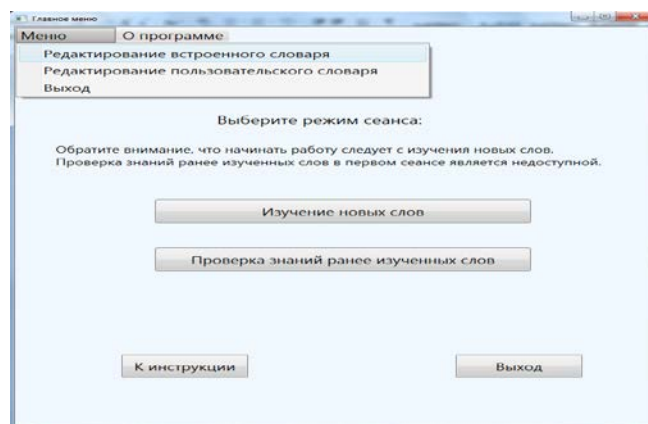 Главное меню
Меню О программе
Редактирование встроенного словаря
Редактирование пользовательского словаря
Выход
Выберите режим сеанса:
Обратите внимание, что начинать работу следует с изучения новых слов.
Проверка знаний ранее изученных слов в первом сеансе является недоступной.
Изучение новых слов
Проверка знаний ранее изученных слов
К инструкции Выход